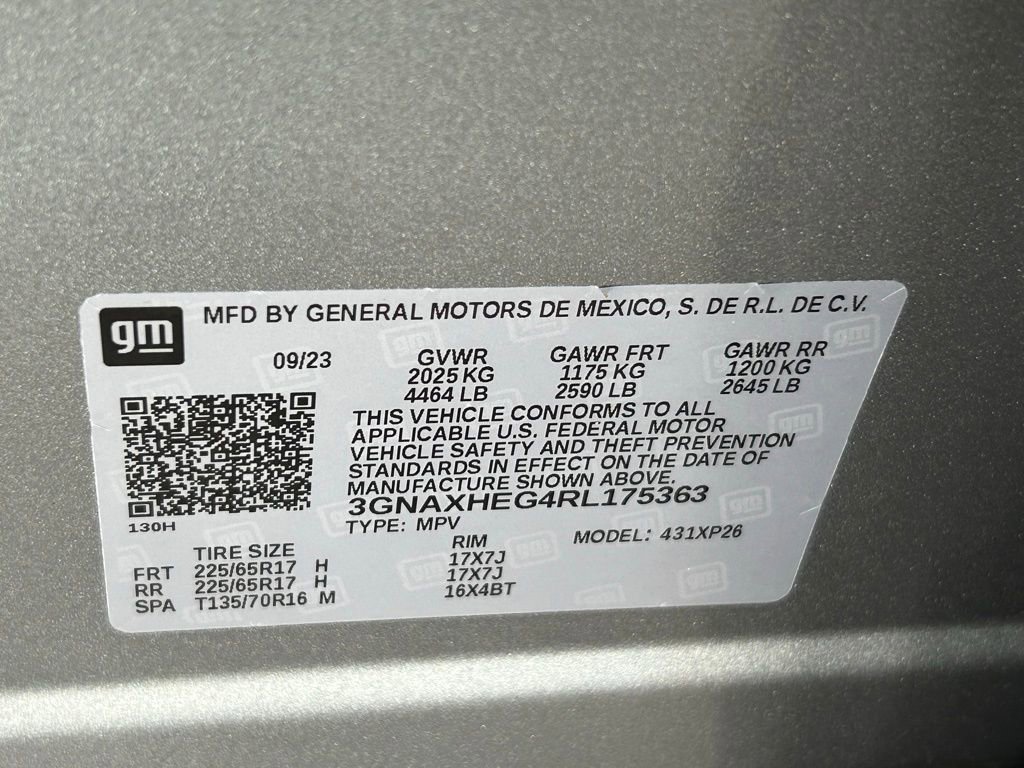 gm
MFD BY GENERAL MOTORS DE MEXICO, S. DE R.L. DE C.V.
09/23 GVWR GAWR FRT GAWR RR
2025 KG 1175 KG 1200 KG
4464 LB 2590 LB 2645 LB
THIS VEHICLE CONFORMS TO ALL
APPLICABLE U.S. FEDERAL MOTOR
VEHICLE SAFETY AND THEFT PREVENTION
STANDARDS IN EFFECT ON THE DATE OF
MANUFACTURE SHOWN ABOVE.
3GNAXHEG4RL175363
130H
TYPE: MPV MODEL: 431XP26
TIRE SIZE RIM
FRT 225/65R17 H 17X7J
RR 225/65R17 H 17X7J
SPA T135/70R16 M 16X4BT